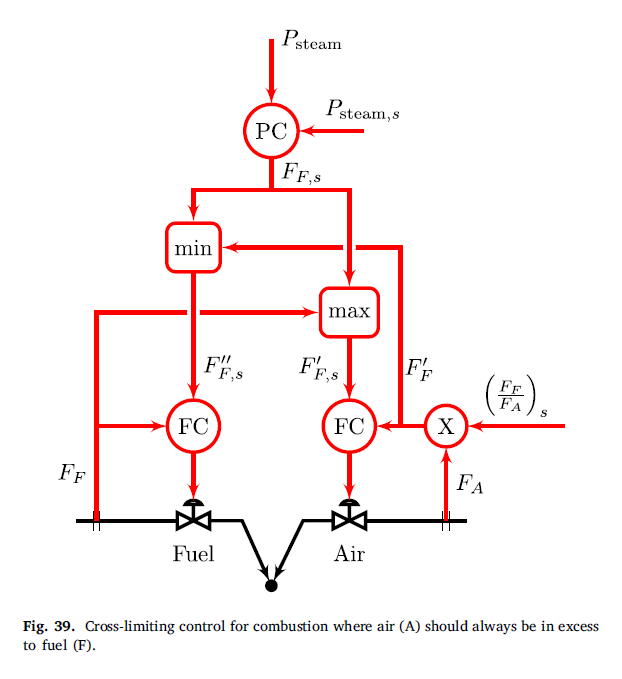 P_steam
P_steam,s
PC
F_F,s
min
max
F''_F,s
F'_F,s
F'_F
(F_F/F_A)_s
FC
FC
X
F_F
F_A
Fuel
Air
Fig. 39. Cross-limiting control for combustion where air (A) should always be in excess
to fuel (F).